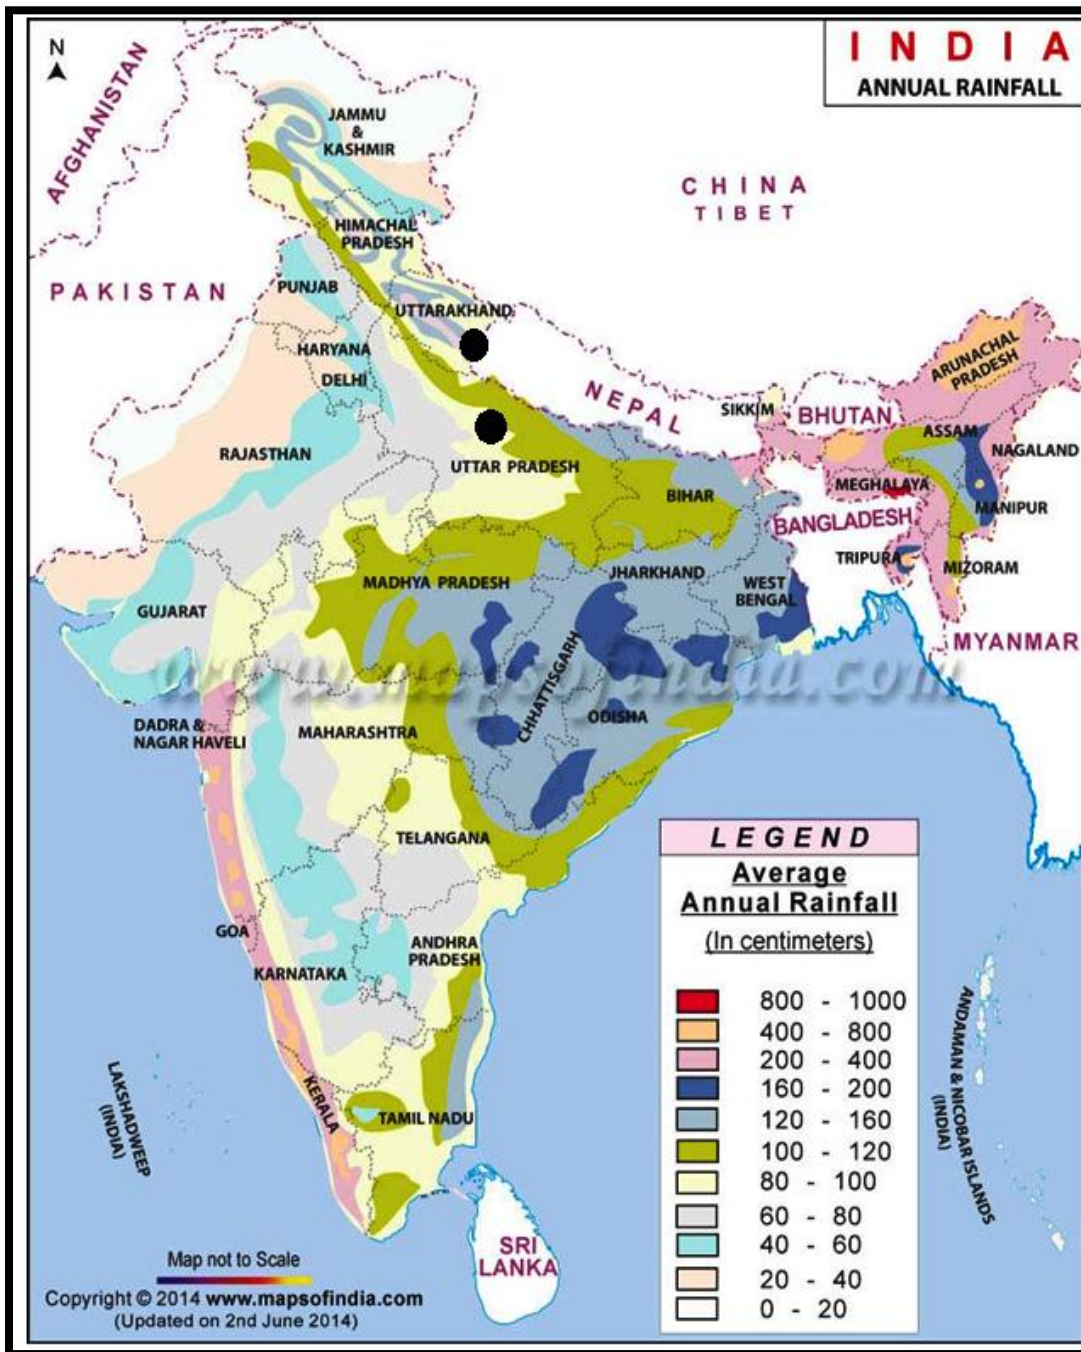 INDIA
ANNUAL RAINFALL
N
AFGHANISTAN
JAMMU
&
KASHMIR
CHINA
TIBET
HIMACHAL
PRADESH
PAKISTAN
PUNJAB
UTTARAKHAND
HARYANA
DELHI
NEPAL
SIKKIM
BHUTAN
ARUNACHAL
PRADESH
ASSAM
NAGALAND
RAJASTHAN
UTTAR PRADESH
BIHAR
MEGHALAYA
MANIPUR
BANGLADESH
TRIPURA
MIZORAM
GUJARAT
MADHYA PRADESH
JHARKHAND
WEST
BENGAL
MYANMAR
www.mapsofindia.com
CHHATTISGARH
ODISHA
DADRA &
NAGAR HAVELI
MAHARASHTRA
TELANGANA
GOA
KARNATAKA
ANDHRA
PRADESH
LAKSHADWEEP
(INDIA)
KERALA
TAMIL NADU
SRI
LANKA
ANDAMAN & NICOBAR ISLANDS
(INDIA)
LEGEND
Average
Annual Rainfall
(In centimeters)
800 - 1000
400 - 800
200 - 400
160 - 200
120 - 160
100 - 120
80 - 100
60 - 80
40 - 60
20 - 40
0 - 20
Map not to Scale
Copyright © 2014 www.mapsofindia.com
(Updated on 2nd June 2014)